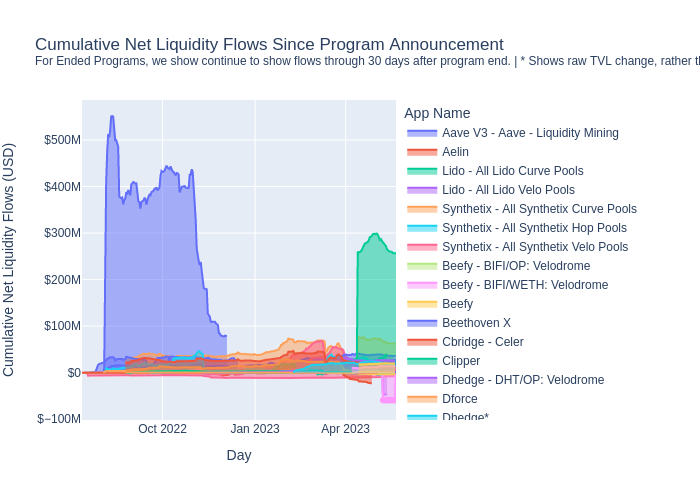 Cumulative Net Liquidity Flows Since Program Announcement
For Ended Programs, we show continue to show flows through 30 days after program end. | * Shows raw TVL change, rather
App Name
Aave V3 - Aave - Liquidity Mining
Aelin
Lido - All Lido Curve Pools
Lido - All Lido Velo Pools
Synthetix - All Synthetix Curve Pools
Synthetix - All Synthetix Hop Pools
Synthetix - All Synthetix Velo Pools
Beefy - BIFI/OP: Velodrome
Beefy - BIFI/WETH: Velodrome
Beefy
Beethoven X
Cbridge - Celer
Clipper
Dhedge - DHT/OP: Velodrome
Dforce
Dhedge*
Cumulative Net Liquidity Flows (USD)
$500M
$400M
$300M
$200M
$100M
$0
$−100M
Oct 2022
Jan 2023
Apr 2023
Day